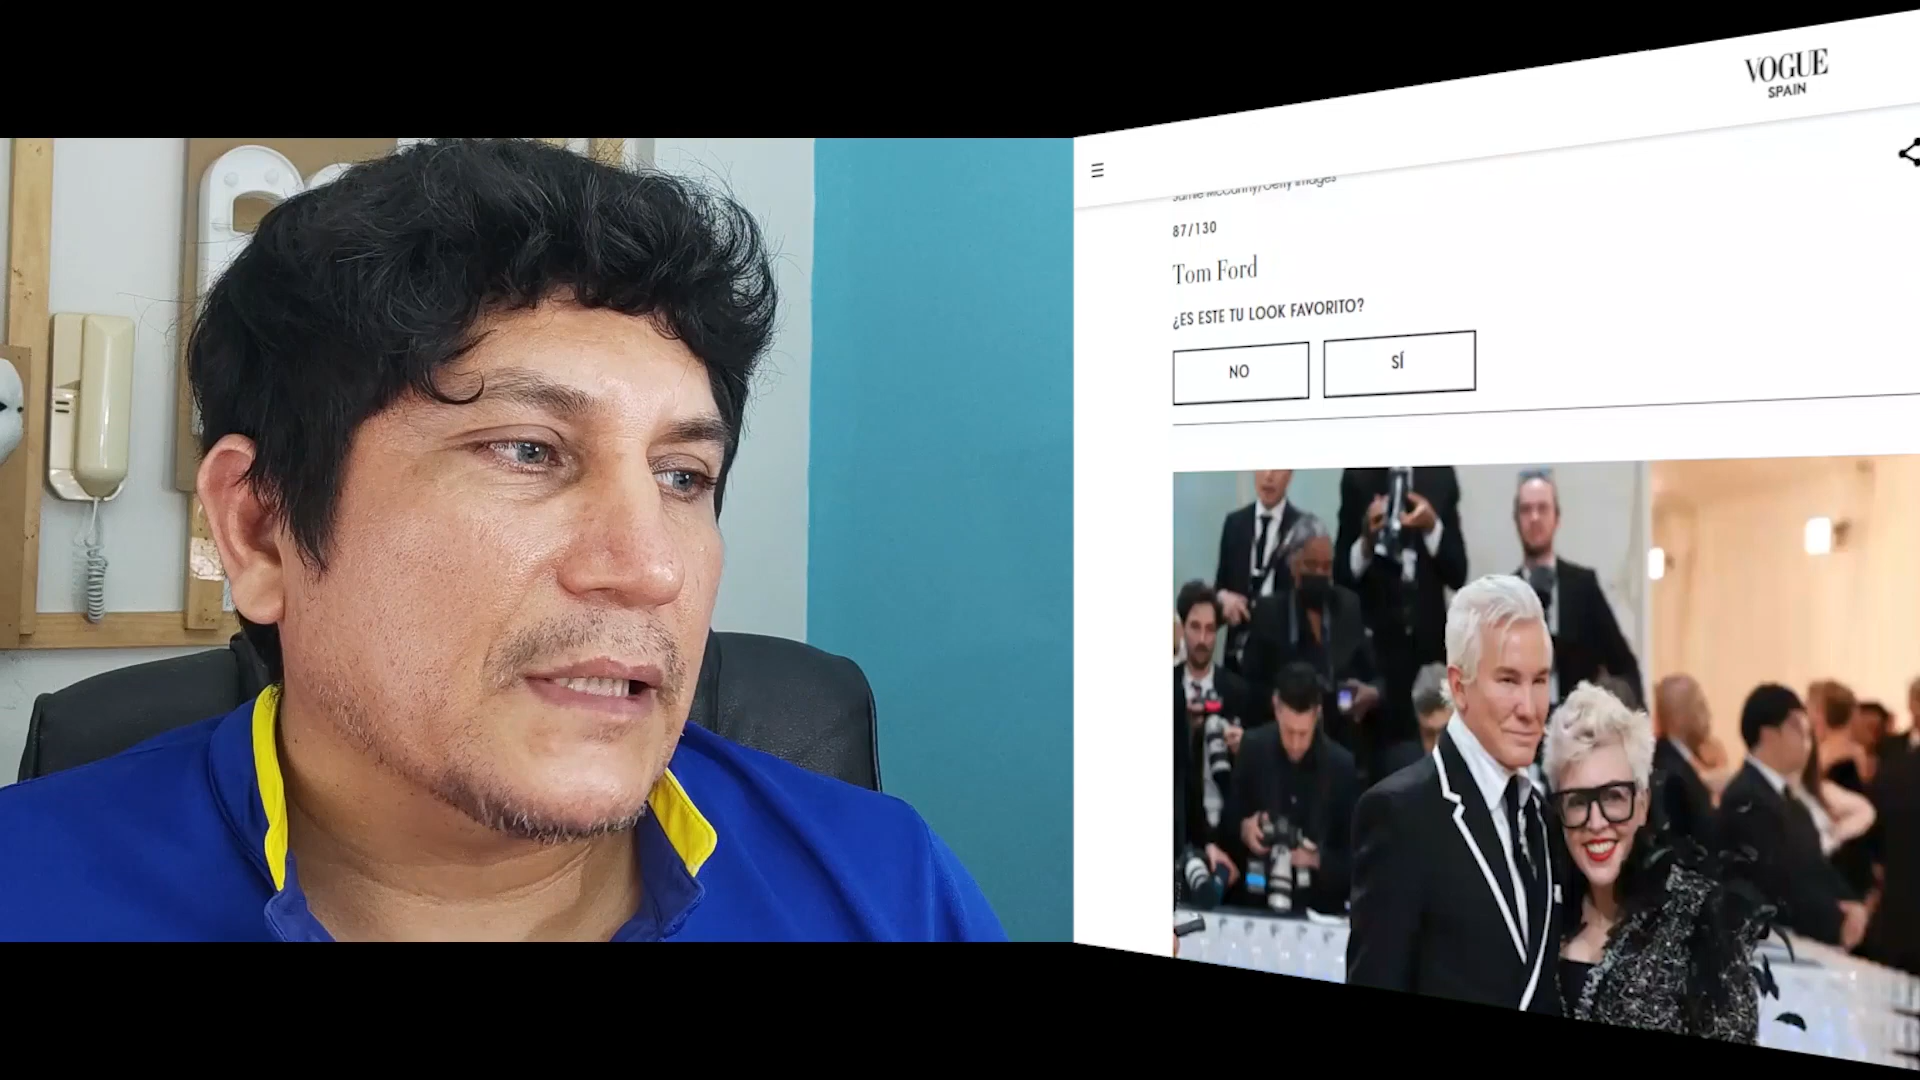 VOGUE
SPAIN
87/130
Tom Ford
¿ES ESTE TU LOOK FAVORITO?
NO
SÍ